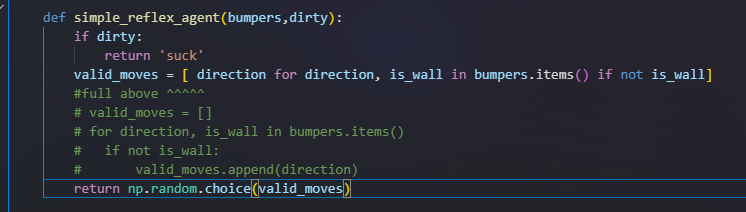 def simple_reflex_agent(bumpers,dirty):
    if dirty:
        return 'suck'
    valid_moves = [ direction for direction, is_wall in bumpers.items() if not is_wall]
    #full above ^^^^^
    # valid_moves = []
    # for direction, is_wall in bumpers.items()
    #   if not is_wall:
    #       valid_moves.append(direction)
    return np.random.choice(valid_moves)